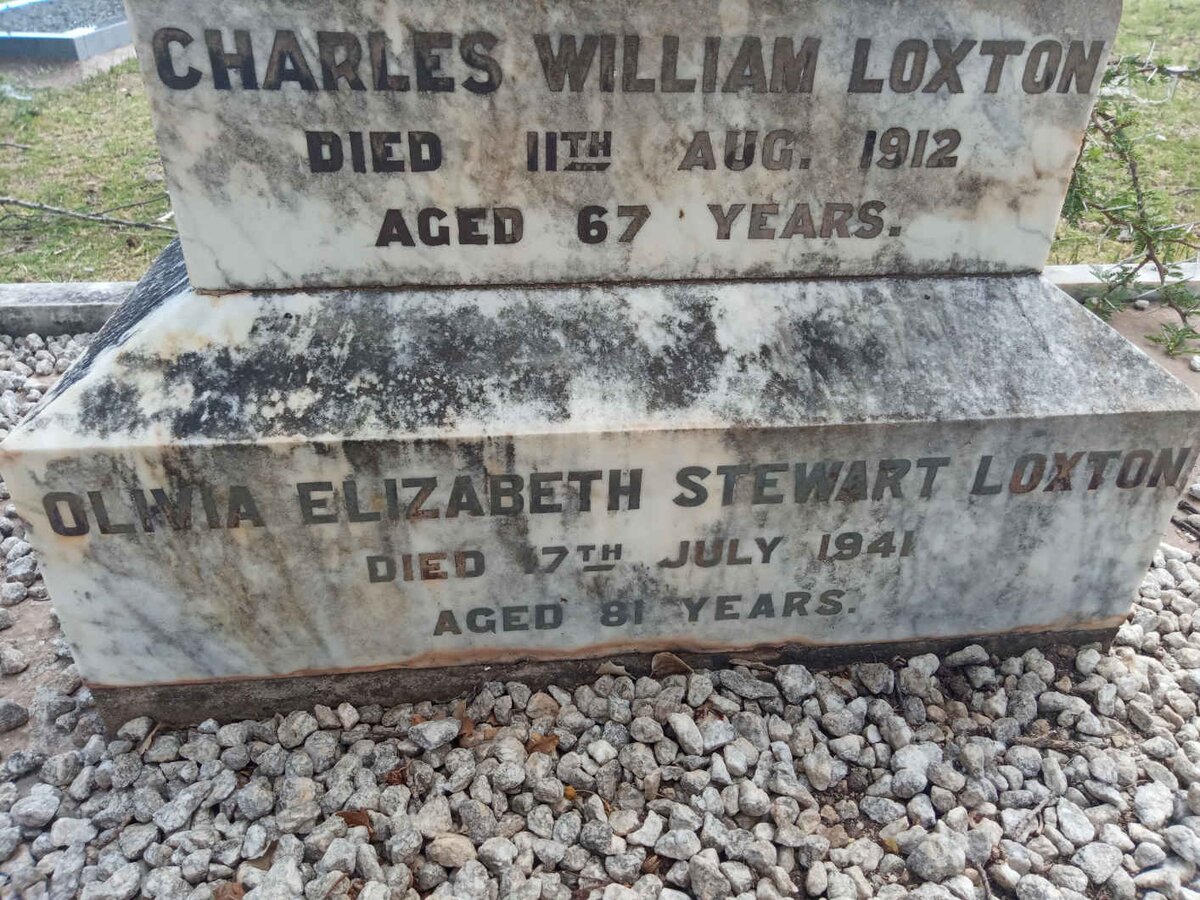 CHARLES WILLIAM LOXTON
DIED 11TH AUG. 1912
AGED 67 YEARS.
OLIVIA ELIZABETH STEWART LOXTON
DIED 17TH JULY 1941
AGED 81 YEARS.